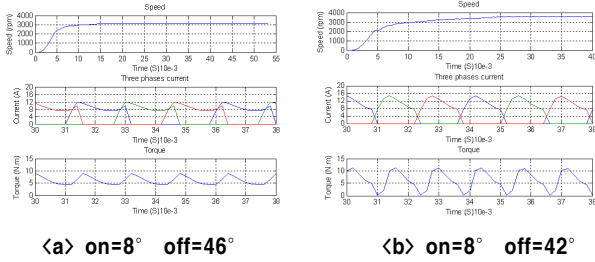 Speed
Speed (rpm)
4000
3000
2000
1000
0
0 5 10 15 20 25 30 35 40 45 50 55
Time (S)10e-3
Three phases current
Current (A)
20
16
12
8
4
0
30 31 32 33 34 35 36 37 38
Time (S)10e-3
Torque
Torque (N.m)
15
10
5
0
30 31 32 33 34 35 36 37 38
Time (S)10e-3
〈a〉 on=8° off=46°
Speed
Speed (rpm)
4000
3000
2000
1000
0
0 5 10 15 20 25 30 35 40
Time (S)10e-3
Three phases current
Current (A)
20
16
12
8
4
0
30 31 32 33 34 35 36 37 38
Time (S)10e-3
Torque
Torque (N.m)
15
10
5
0
30 31 32 33 34 35 36 37 38
Time (S)10e-3
〈b〉 on=8° off=42°